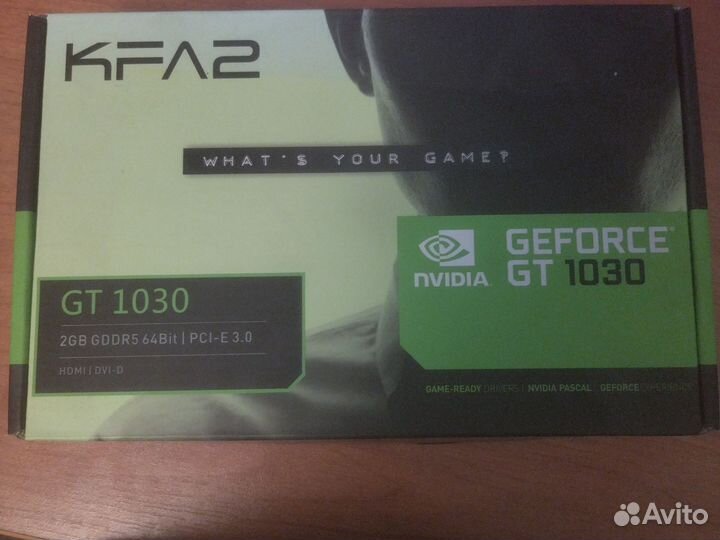 KFA2
WHAT'S YOUR GAME?
NVIDIA
GEFORCE
GT 1030
GT 1030
2GB GDDR5 64Bit | PCI-E 3.0
HDMI | DVI-D
GAME-READY DRIVERS | NVIDIA PASCAL | GEFORCE EXPERIENCE
Avito